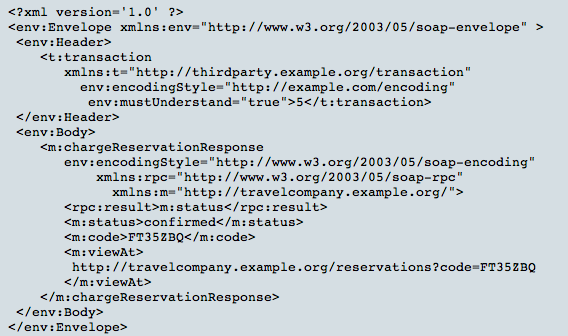 <?xml version='1.0' ?>
<env:Envelope xmlns:env="http://www.w3.org/2003/05/soap-envelope" >
<env:Header>
<t:transaction
xmlns:t="http://thirdparty.example.org/transaction"
env:encodingStyle="http://example.com/encoding"
env:mustUnderstand="true">5</t:transaction>
</env:Header>
<env:Body>
<m:chargeReservationResponse
env:encodingStyle="http://www.w3.org/2003/05/soap-encoding"
xmlns:rpc="http://www.w3.org/2003/05/soap-rpc"
xmlns:m="http://travelcompany.example.org/">
<rpc:result>m:status</rpc:result>
<m:status>confirmed</m:status>
<m:code>FT35ZBQ</m:code>
<m:viewAt>
http://travelcompany.example.org/reservations?code=FT35ZBQ
</m:viewAt>
</m:chargeReservationResponse>
</env:Body>
</env:Envelope>